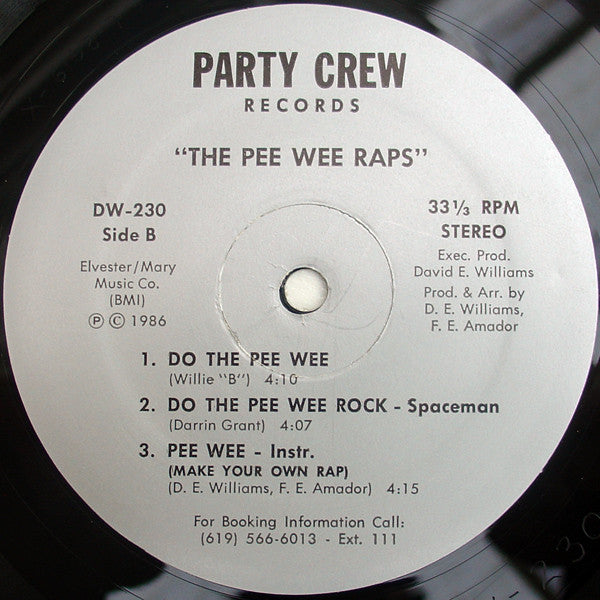 PARTY CREW
RECORDS
“THE PEE WEE RAPS”
DW-230
Side B
Elvester/Mary
Music Co.
(BMI)
℗ © 1986
33⅓ RPM
STEREO
Exec. Prod.
David E. Williams
Prod. & Arr. by
D. E. Williams,
F. E. Amador
1. DO THE PEE WEE
(Willie "B") 4:10
2. DO THE PEE WEE ROCK - Spaceman
(Darrin Grant) 4:07
3. PEE WEE - Instr.
(MAKE YOUR OWN RAP)
(D. E. Williams, F. E. Amador) 4:15
For Booking Information Call:
(619) 566-6013 - Ext. 111